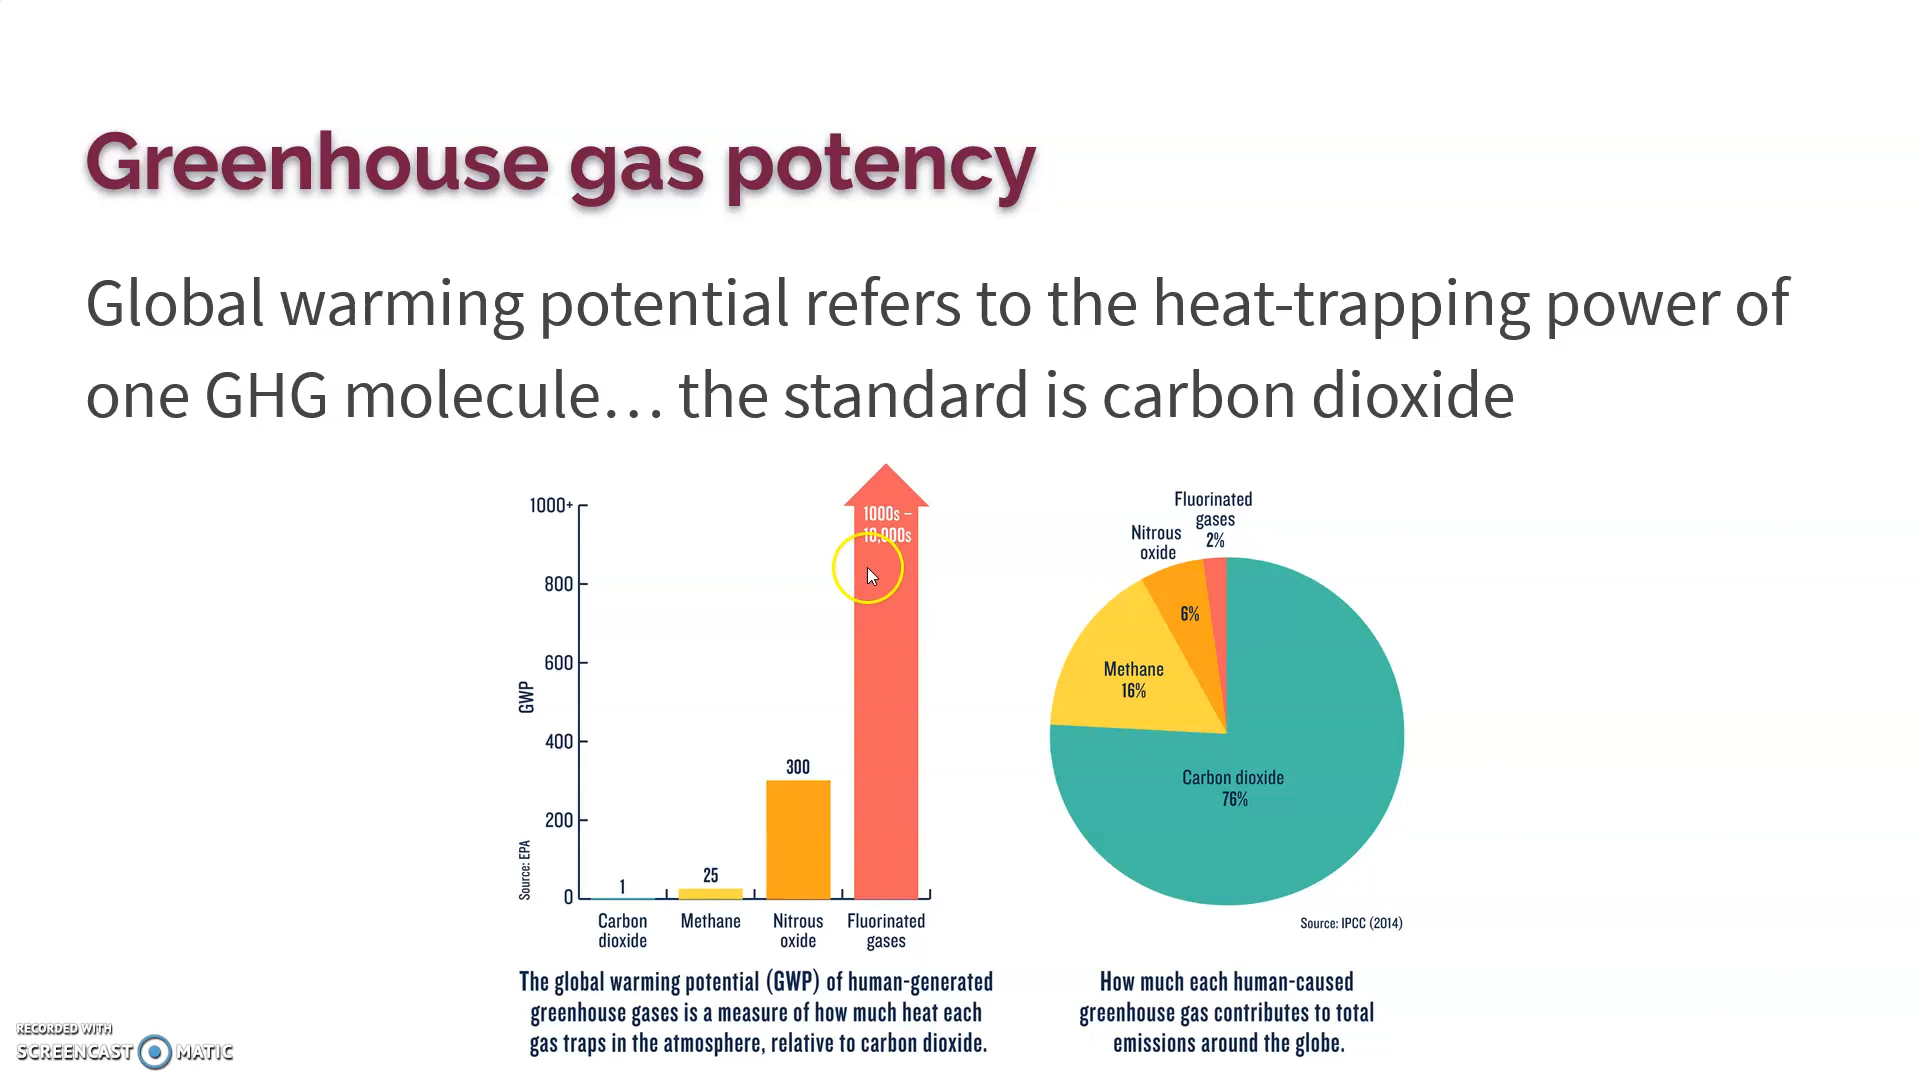 Greenhouse gas potency
Global warming potential refers to the heat-trapping power of
one GHG molecule... the standard is carbon dioxide
1000+
800
600
400
200
0
GWP
Source: EPA
1
25
300
1000s –
10,000s
Carbon
dioxide
Methane
Nitrous
oxide
Fluorinated
gases
The global warming potential (GWP) of human-generated
greenhouse gases is a measure of how much heat each
gas traps in the atmosphere, relative to carbon dioxide.
Fluorinated
gases
2%
Nitrous
oxide
6%
Methane
16%
Carbon dioxide
76%
Source: IPCC (2014)
How much each human-caused
greenhouse gas contributes to total
emissions around the globe.
RECORDED WITH
SCREENCAST MATIC